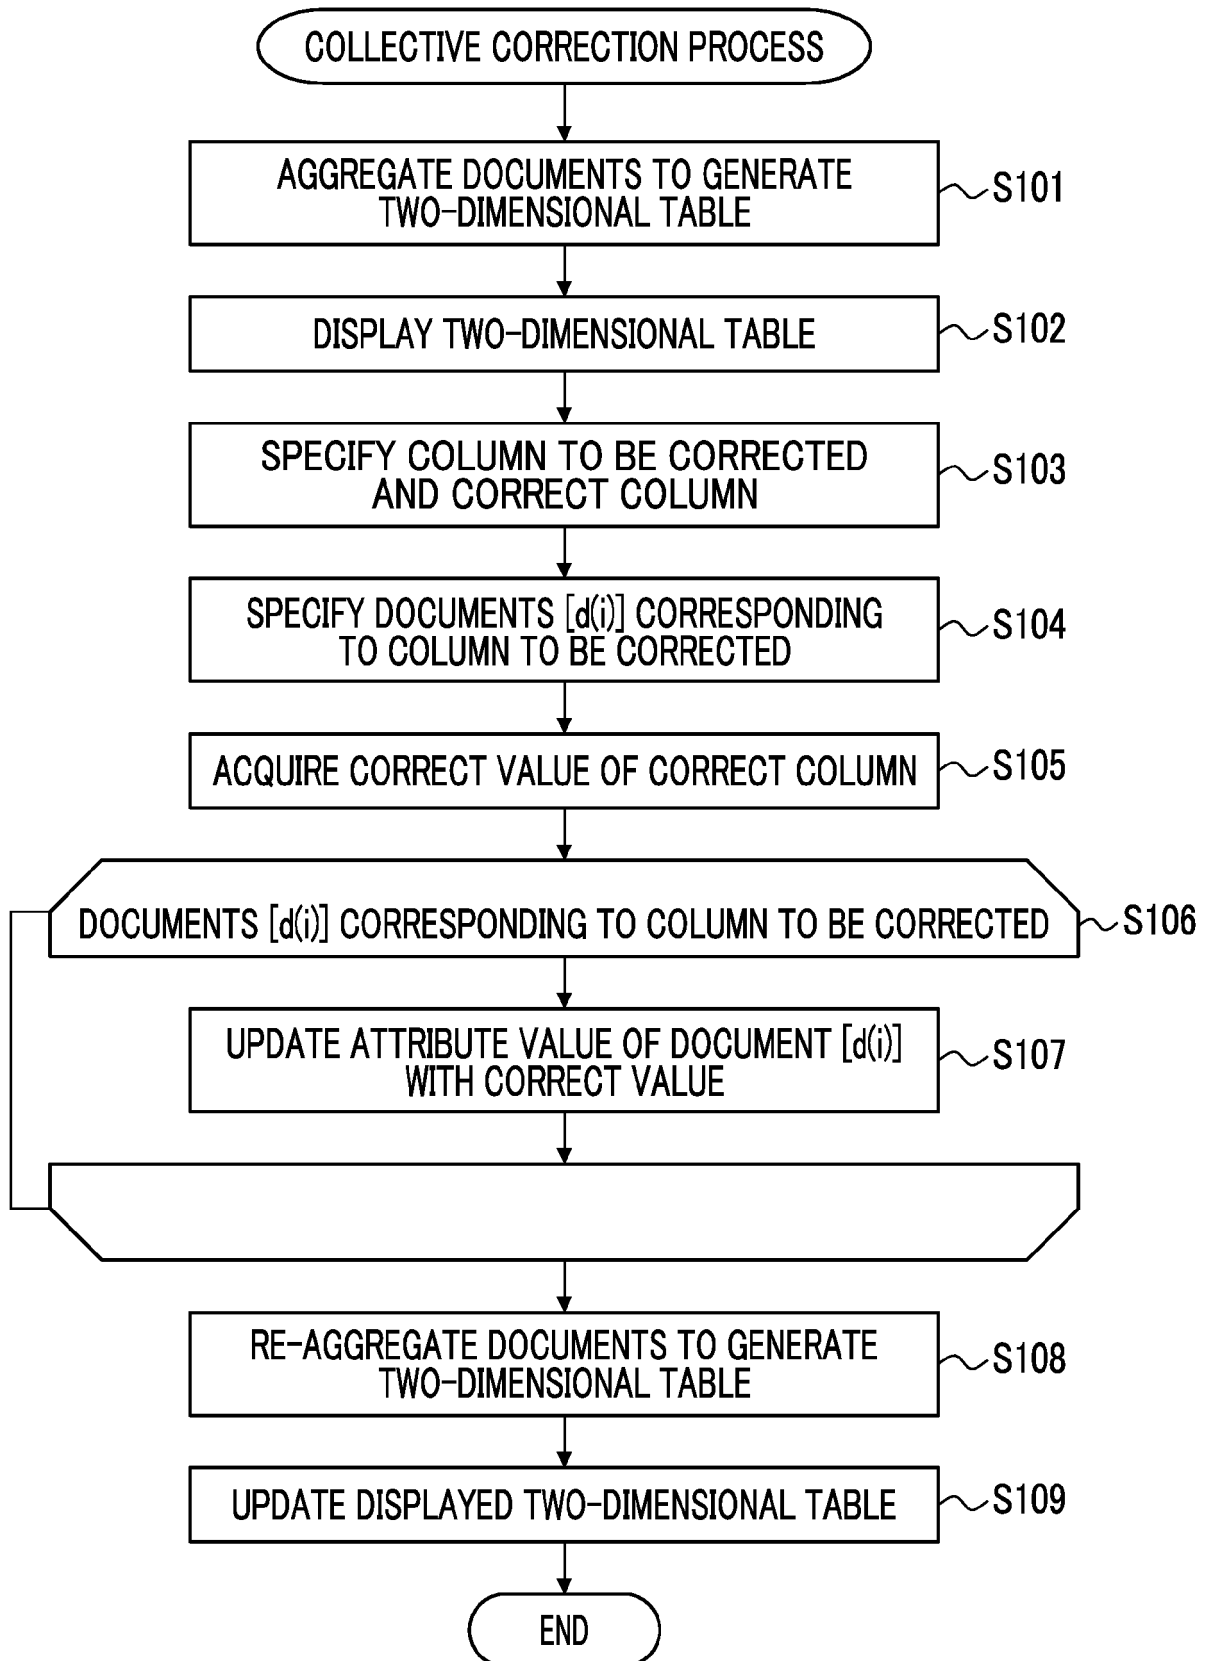 COLLECTIVE CORRECTION PROCESS
AGGREGATE DOCUMENTS TO GENERATE
TWO-DIMENSIONAL TABLE
S101
DISPLAY TWO-DIMENSIONAL TABLE
S102
SPECIFY COLUMN TO BE CORRECTED
AND CORRECT COLUMN
S103
SPECIFY DOCUMENTS [d(i)] CORRESPONDING
TO COLUMN TO BE CORRECTED
S104
ACQUIRE CORRECT VALUE OF CORRECT COLUMN
S105
DOCUMENTS [d(i)] CORRESPONDING TO COLUMN TO BE CORRECTED
S106
UPDATE ATTRIBUTE VALUE OF DOCUMENT [d(i)]
WITH CORRECT VALUE
S107
RE-AGGREGATE DOCUMENTS TO GENERATE
TWO-DIMENSIONAL TABLE
S108
UPDATE DISPLAYED TWO-DIMENSIONAL TABLE
S109
END